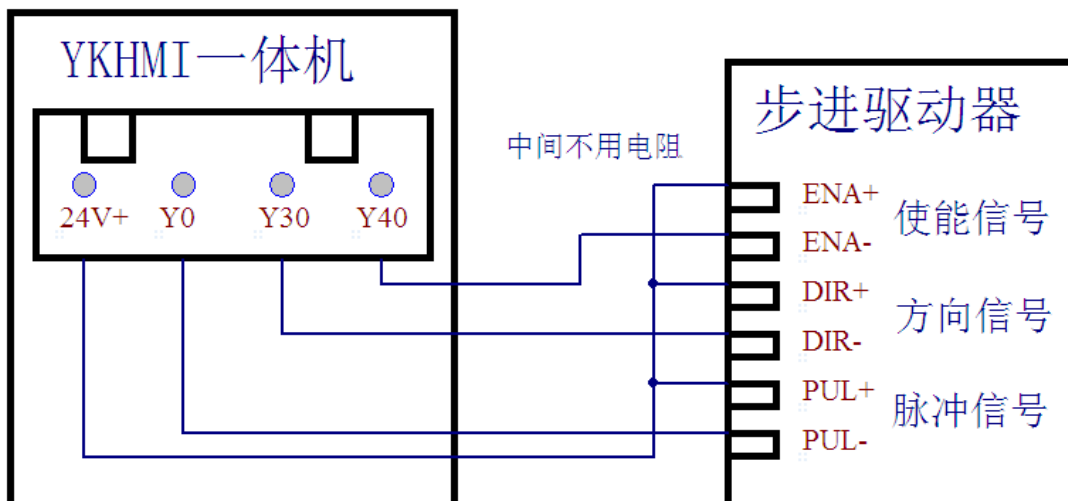 YKHMI一体机
24V+ Y0 Y30 Y40
中间不用电阻
步进驱动器
ENA+
使能信号
ENA-
DIR+
方向信号
DIR-
PUL+
脉冲信号
PUL-